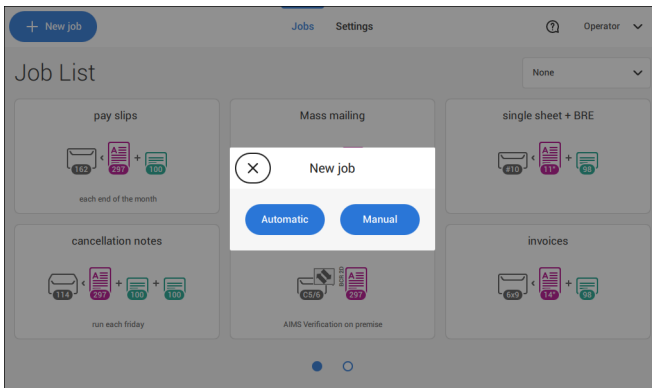 + New job
Jobs
Settings
Operator
Job List
None
pay slips
162
A
297
100
each end of the month
Mass mailing
single sheet + BRE
#10
A
11"
98
New job
Automatic
Manual
cancellation notes
114
A
297
100
100
run each friday
C5/6
BCR 2D
A
297
AIMS Verification on premise
invoices
6x9
A
14"
98